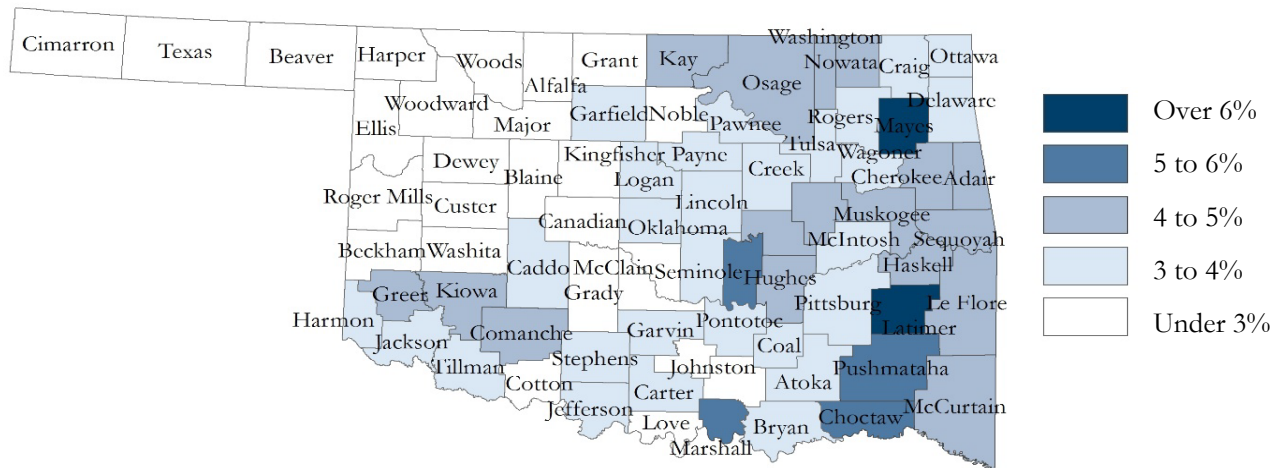 Cimarron
Texas
Beaver
Harper
Woods
Alfalfa
Grant
Kay
Osage
Washington
Nowata
Craig
Ottawa
Ellis
Woodward
Major
Garfield
Noble
Pawnee
Rogers
Mayes
Delaware
Roger Mills
Dewey
Blaine
Kingfisher
Logan
Payne
Creek
Tulsa
Wagoner
Cherokee
Adair
Custer
Canadian
Oklahoma
Lincoln
Muskogee
Beckham
Washita
Caddo
McClain
Grady
Seminole
Hughes
McIntosh
Sequoyah
Haskell
Greer
Kiowa
Harmon
Jackson
Comanche
Tillman
Stephens
Garvin
Pontotoc
Pittsburg
Latimer
Le Flore
Cotton
Jefferson
Carter
Johnston
Coal
Atoka
Pushmataha
Love
Marshall
Bryan
Choctaw
McCurtain
Over 6%
5 to 6%
4 to 5%
3 to 4%
Under 3%